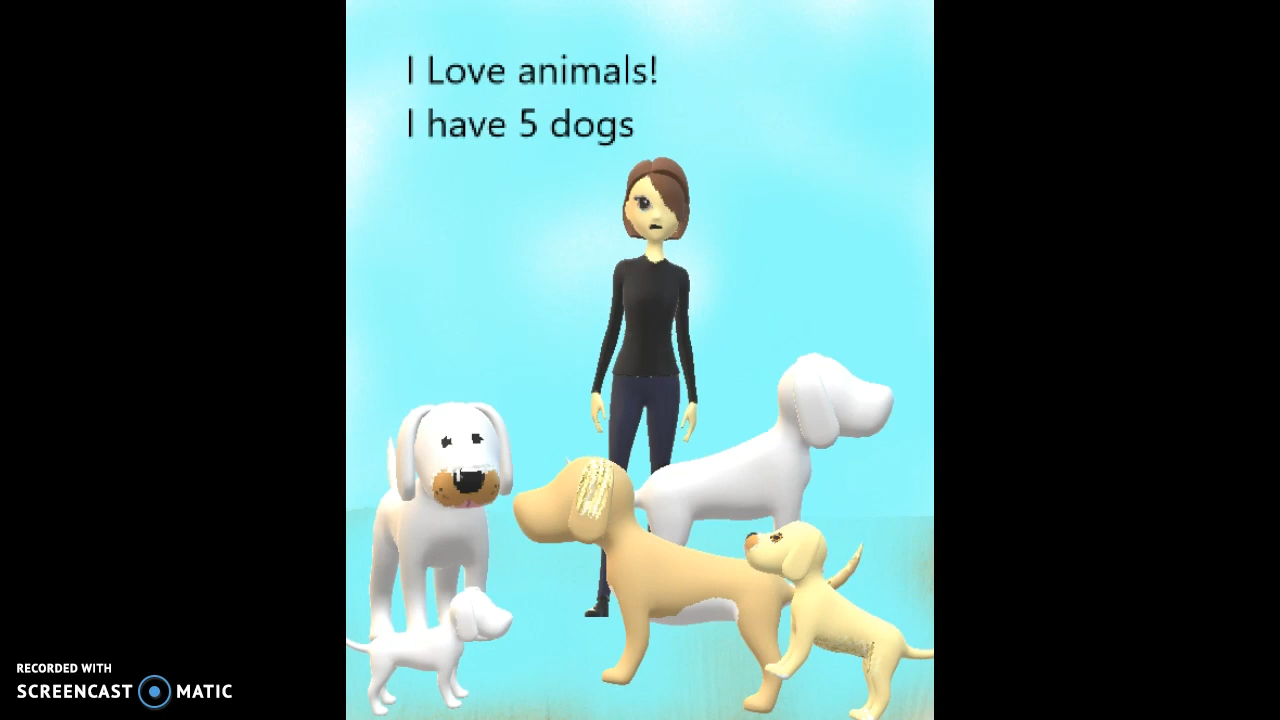 I Love animals!
I have 5 dogs
RECORDED WITH
SCREENCAST MATIC